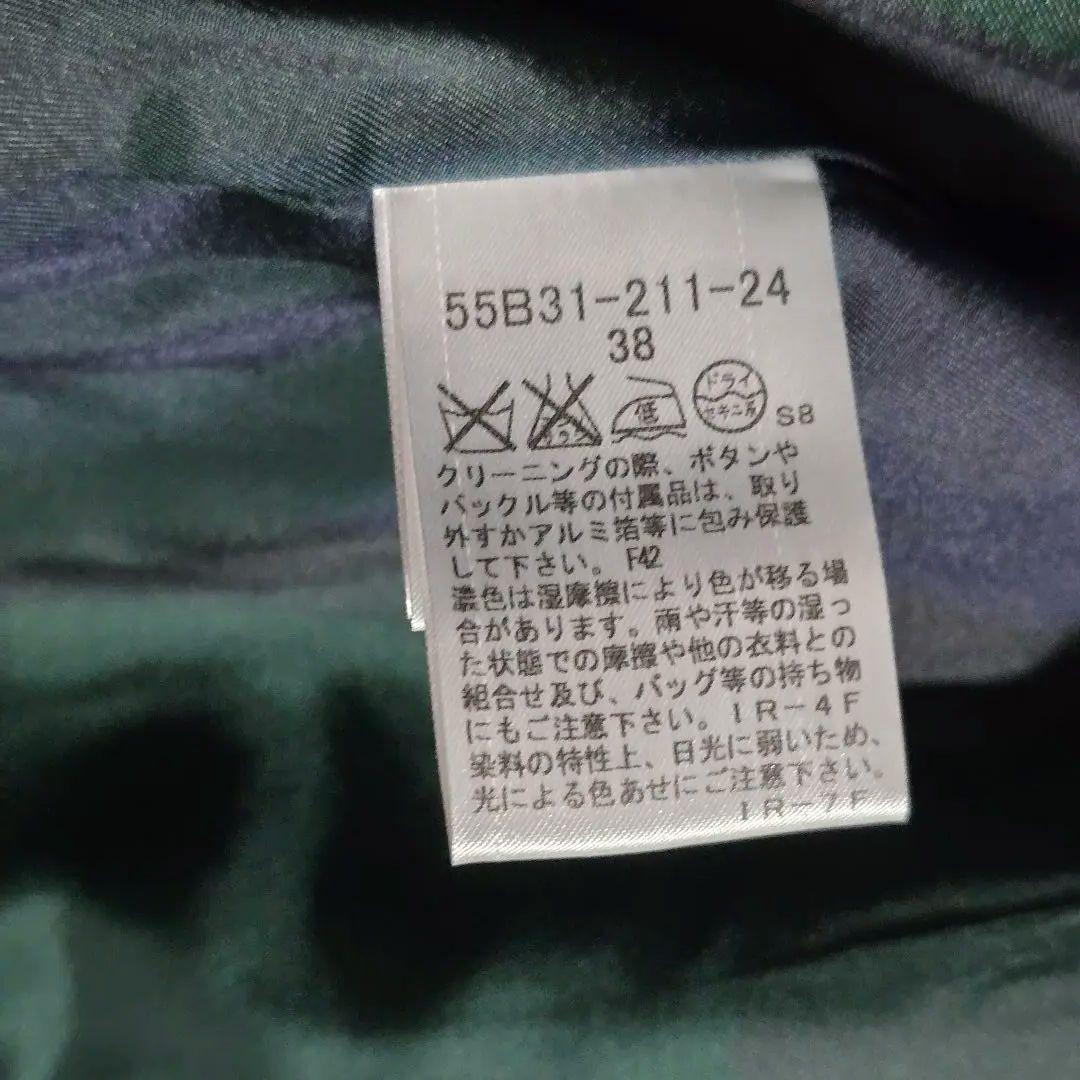 55B31-211-24
38
低
ドライ
セキユ系
S8
クリーニングの際、ボタンや
バックル等の付属品は、取り
外すかアルミ箔等に包み保護
して下さい。 F42
濃色は湿摩擦により色が移る場
合があります。雨や汗等の湿っ
た状態での摩擦や他の衣料との
組合せ及び、バッグ等の持ち物
にもご注意下さい。IR-4F
染料の特性上、日光に弱いため、
光による色あせにご注意下さい。
IR-7F